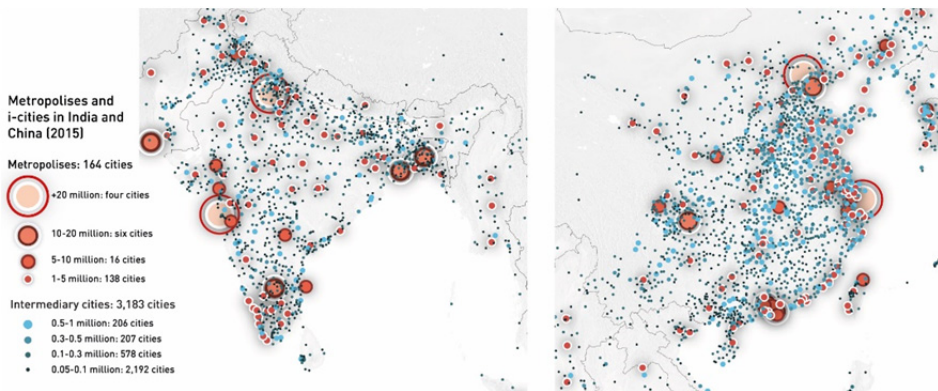 Metropolises and
i-cities in India and
China (2015)
Metropolises: 164 cities
+20 million: four cities
10-20 million: six cities
5-10 million: 16 cities
1-5 million: 138 cities
Intermediary cities: 3,183 cities
0.5-1 million: 206 cities
0.3-0.5 million: 207 cities
0.1-0.3 million: 578 cities
0.05-0.1 million: 2,192 cities